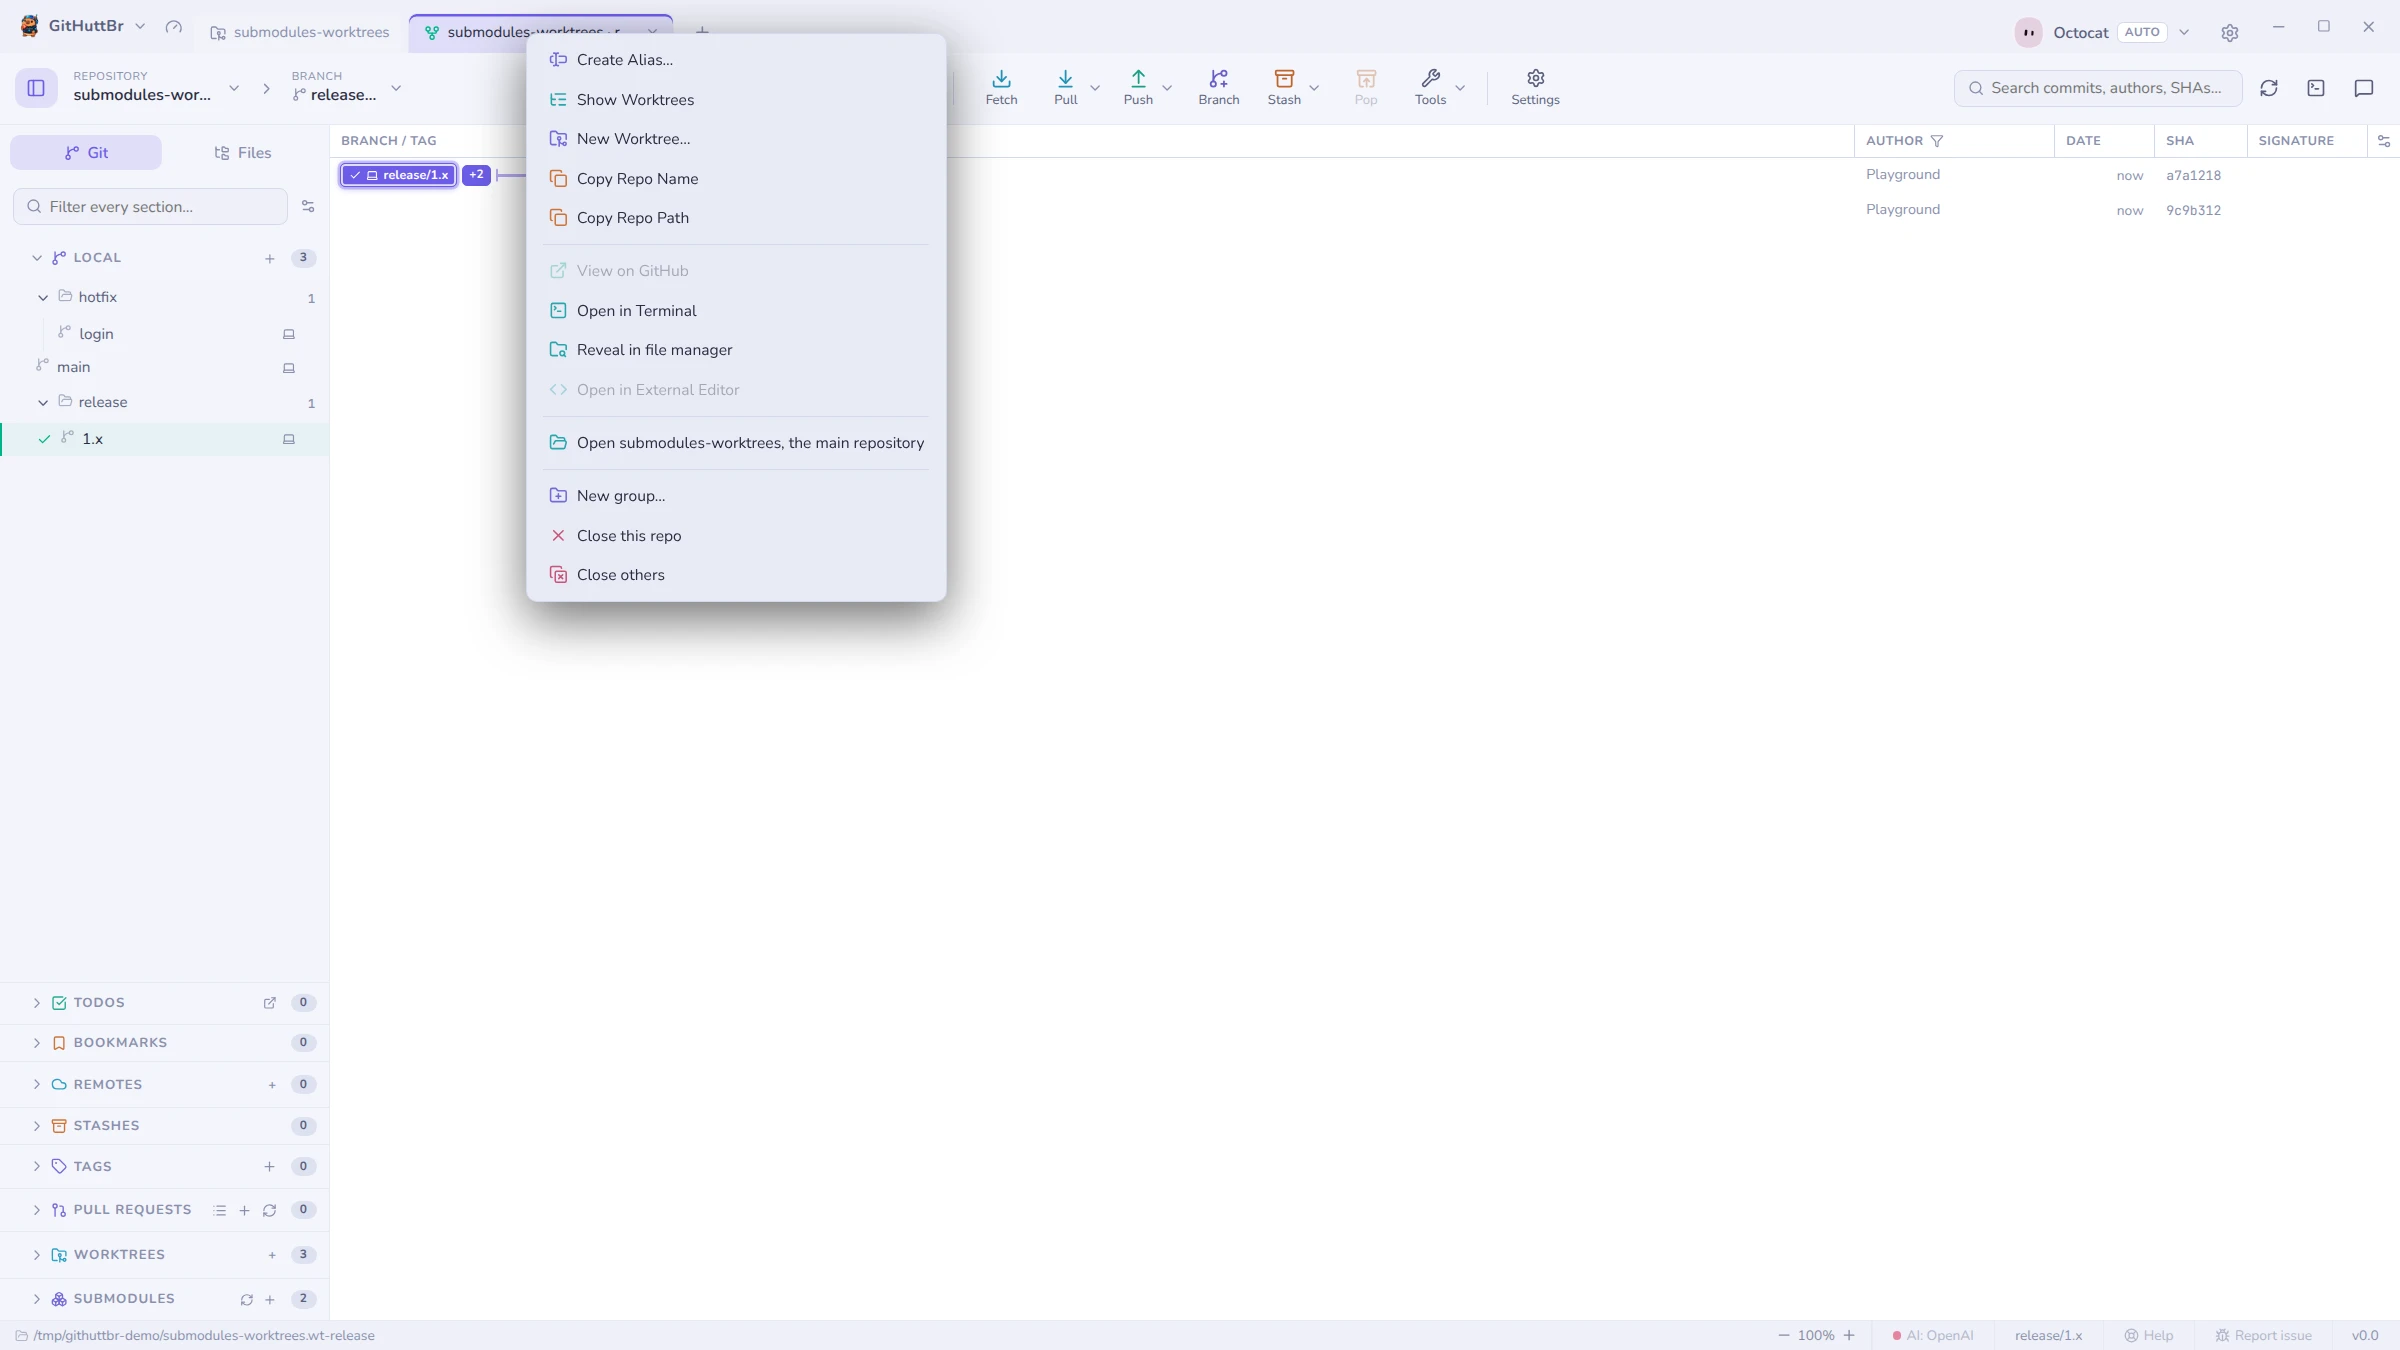 GitHuttBr
submodules-worktrees
Octocat
AUTO
REPOSITORY
submodules-wor...
BRANCH
release...
Fetch
Pull
Push
Branch
Stash
Pop
Tools
Settings
Search commits, authors, SHAs...
Git
Files
Filter every section...
LOCAL
3
hotfix
1
login
main
release
1
1.x
TODOS
0
BOOKMARKS
0
REMOTES
0
STASHES
0
TAGS
0
PULL REQUESTS
0
WORKTREES
3
SUBMODULES
2
BRANCH / TAG
AUTHOR
DATE
SHA
SIGNATURE
release/1.x
+2
Playground
now
a7a1218
Playground
now
9c9b312
Create Alias...
Show Worktrees
New Worktree...
Copy Repo Name
Copy Repo Path
View on GitHub
Open in Terminal
Reveal in file manager
Open in External Editor
Open submodules-worktrees, the main repository
New group...
Close this repo
Close others
/tmp/githuttbr-demo/submodules-worktrees.wt-release
100%
AI: OpenAI
release/1.x
Help
Report issue
v0.0